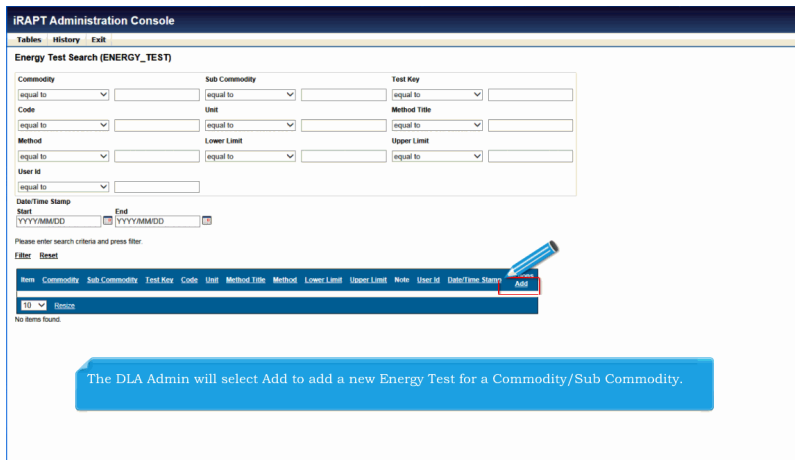 iRAPT Administration Console
Tables History Exit
Energy Test Search (ENERGY_TEST)
Commodity Sub Commodity Test Key
equal to equal to equal to
Code Unit Method Title
equal to equal to equal to
Method Lower Limit Upper Limit
equal to equal to equal to
User Id
equal to
Date/Time Stamp
Start End
YYYY/MM/DD YYYY/MM/DD
Please enter search criteria and press filter.
Filter Reset
Item Commodity Sub Commodity Test Key Code Unit Method Title Method Lower Limit Upper Limit Note User Id Date/Time Stamp
Add
10 Resize
No items found.
The DLA Admin will select Add to add a new Energy Test for a Commodity/Sub Commodity.